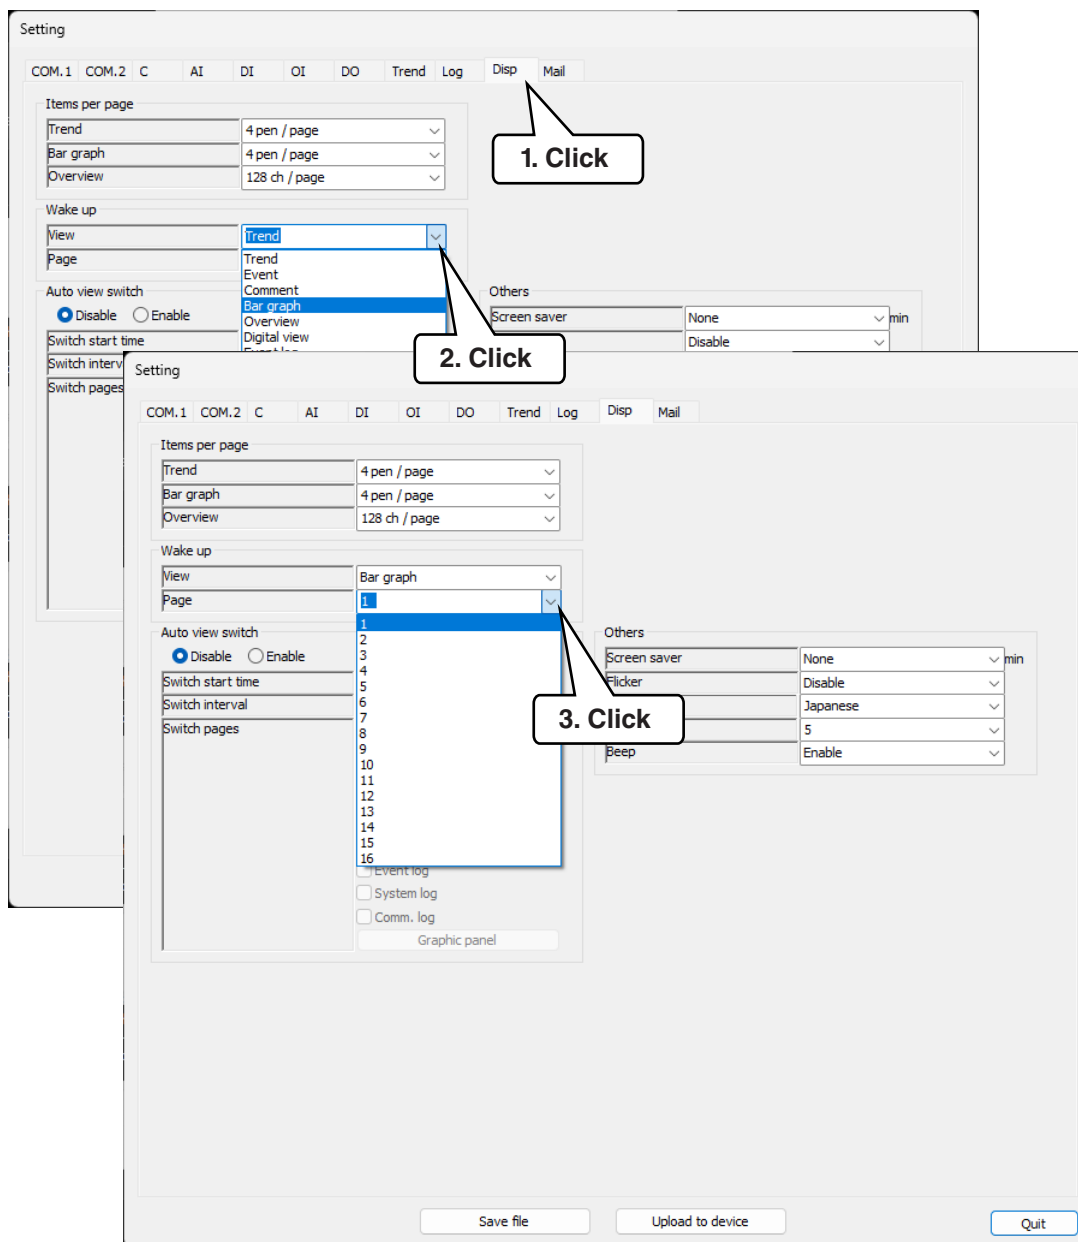 Setting
COM.1 COM.2 C AI DI OI DO Trend Log Disp Mail
Items per page
Trend 4 pen / page
Bar graph 4 pen / page
Overview 128 ch / page
1. Click
Wake up
View Trend
Page
Trend
Event
Comment
Bar graph
Overview
Digital view
Auto view switch
Disable Enable
Switch start time
Switch interv
Switch pages
Others
Screen saver None min
Disable
2. Click
Setting
COM.1 COM.2 C AI DI OI DO Trend Log Disp Mail
Items per page
Trend 4 pen / page
Bar graph 4 pen / page
Overview 128 ch / page
Wake up
View Bar graph
Page 1
1
2
3
4
5
6
7
8
9
10
11
12
13
14
15
16
Auto view switch
Disable Enable
Switch start time
Switch interval
Switch pages
Event log
System log
Comm. log
Graphic panel
Others
Screen saver None min
Flicker Disable
Japanese
5
Beep Enable
3. Click
Save file Upload to device Quit